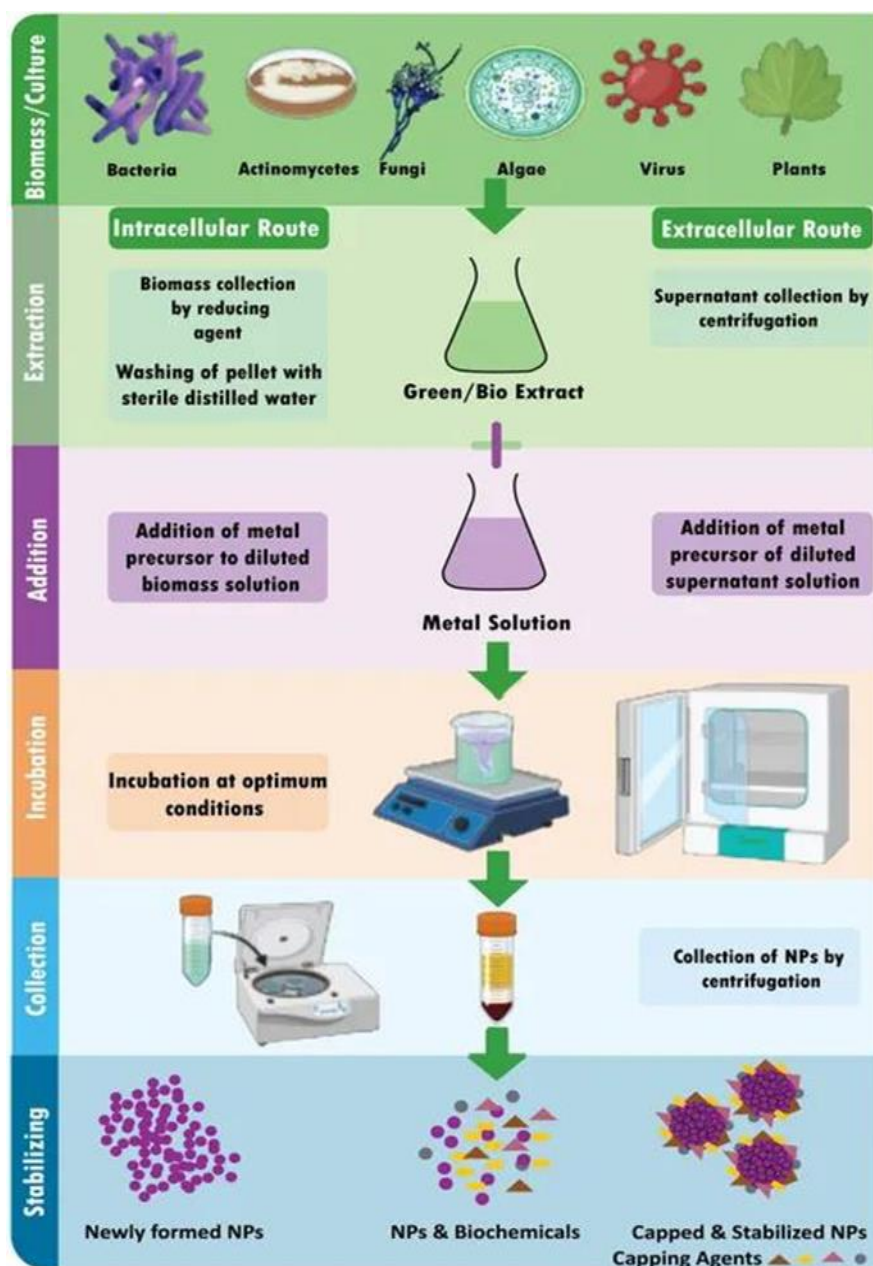 Biomass/Culture
Bacteria
Actinomycetes
Fungi
Algae
Virus
Plants
Extraction
Intracellular Route
Extracellular Route
Biomass collection
by reducing
agent
Washing of pellet with
sterile distilled water
Green/Bio Extract
Supernatant collection by
centrifugation
Addition
Addition of metal
precursor to diluted
biomass solution
Metal Solution
Addition of metal
precursor of diluted
supernatant solution
Incubation
Incubation at optimum
conditions
Collection
Collection of NPs by
centrifugation
Stabilizing
Newly formed NPs
NPs & Biochemicals
Capped & Stabilized NPs
Capping Agents